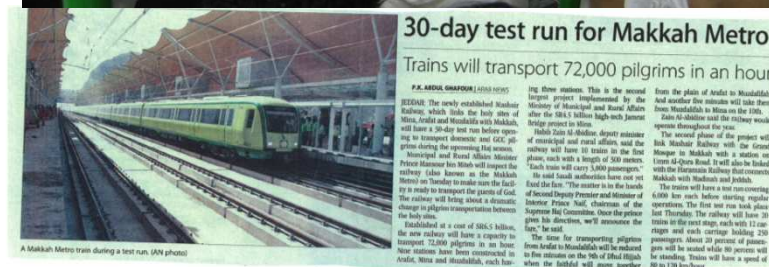 30-day test run for Makkah Metro
Trains will transport 72,000 pilgrims in an hour
P.K. ABDUL GHAFOUR | ARAB NEWS
JEDDAH: The newly established Mashair
Railway, which links the holy sites of
Mina, Arafat and Muzdalifa with Makkah,
will have a 30-day test run before open-
ing to transport domestic and GCC pil-
grims during the upcoming Haj season.
Municipal and Rural Affairs Minister
Prince Mansour bin Miteb will inspect the
railway (also known as the Makkah
Metro) on Tuesday to make sure the facil-
ity is ready to transport the guests of God.
The railway will bring about a dramatic
change in pilgrim transportation between
the holy sites.
Established at a cost of SR6.5 billion,
the new railway will have a capacity to
transport 72,000 pilgrims in an hour.
Nine stations have been constructed in
Arafat, Mina and Muzdalifah, each hav-
ing three stations. This is the second
largest project implemented by the
Ministry of Municipal and Rural Affairs
after the SR4.5 billion high-tech Jamrat
Bridge project in Mina.
Habib Zain Al-Abidine, deputy minister
of municipal and rural affairs, said the
railway will have 10 trains in the first
phase, each with a length of 300 meters.
"Each train will carry 3,000 passengers."
He said Saudi authorities have not yet
fixed the fare. "The matter is in the hands
of Second Deputy Premier and Minister of
Interior Prince Naif, chairman of the
Supreme Haj Committee. Once the prince
gives his directives, we'll announce the
fare," he said.
The time for transporting pilgrims
from Arafat to Muzdalifah will be reduced
to five minutes on the 9th of Dhul Hijjah
when the faithful will move together
from the plain of Arafat to Muzdalifah
And another five minutes will take them
from Muzdalifah to Mina on the 10th.
Zain Al-Abidine said the railway would
operate throughout the year.
The second phase of the project will
link Mashair Railway with the Grand
Mosque in Makkah with a station on
Umm Al-Qura Road. It will also be linked
with the Haramain Railway that connects
Makkah with Madinah and Jeddah.
The trains will have a test run covering
6,000 km each before starting regular
operations. The first test run took place
last Thursday. The railway will have 20
trains in the next stage, each with 12 car-
riages and each carriage holding 250
passengers. About 20 percent of passen-
gers will be seated while 80 percent will
be standing. Trains will have a speed of
80 to 120 km/hour.
A Makkah Metro train during a test run. (AN photo)